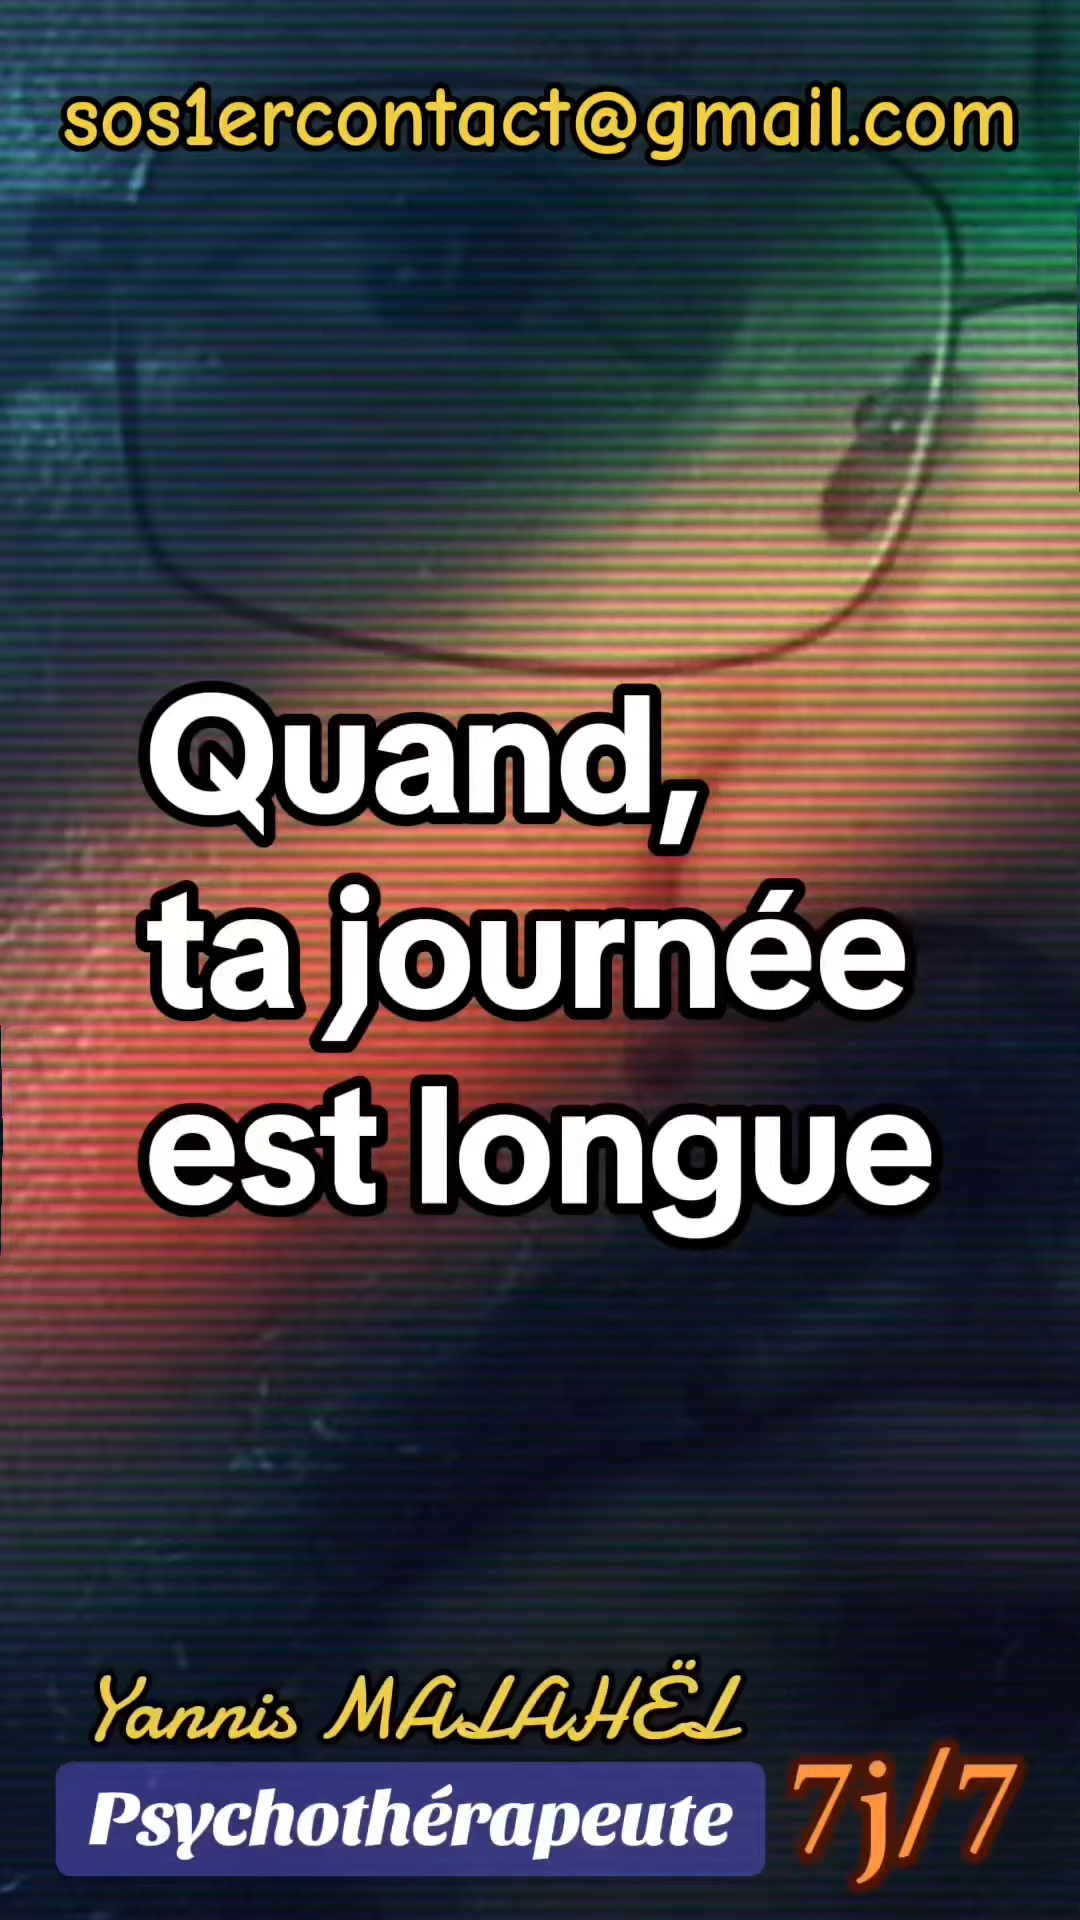 sos1ercontact@gmail.com
Quand,
ta journée
est longue
Yannis MALAHËL
Psychothérapeute
7j/7